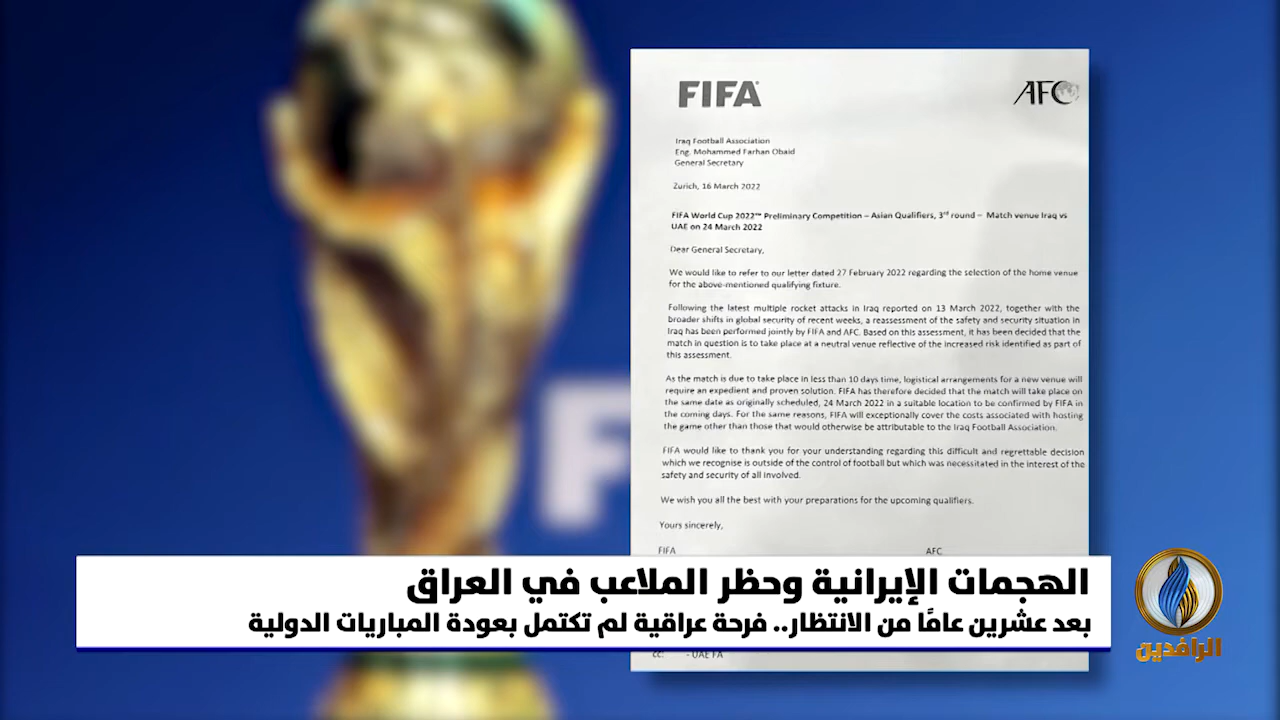 FIFA
AFC
Iraq Football Association
Eng. Mohammed Farhan Obaid
General Secretary
Zurich, 16 March 2022
FIFA World Cup 2022™ Preliminary Competition – Asian Qualifiers, 3rd round – Match venue Iraq vs
UAE on 24 March 2022
Dear General Secretary,
We would like to refer to our letter dated 27 February 2022 regarding the selection of the home venue
for the above-mentioned qualifying fixture.
Following the latest multiple rocket attacks in Iraq reported on 13 March 2022, together with the
broader shifts in global security of recent weeks, a reassessment of the safety and security situation in
Iraq has been performed jointly by FIFA and AFC. Based on this assessment, it has been decided that the
match in question is to take place at a neutral venue reflective of the increased risk identified as part of
this assessment.
As the match is due to take place in less than 10 days time, logistical arrangements for a new venue will
require an expedient and proven solution. FIFA has therefore decided that the match will take place on
the same date as originally scheduled, 24 March 2022 in a suitable location to be confirmed by FIFA in
the coming days. For the same reasons, FIFA will exceptionally cover the costs associated with hosting
the game other than those that would otherwise be attributable to the Iraq Football Association.
FIFA would like to thank you for your understanding regarding this difficult and regrettable decision
which we recognise is outside of the control of football but which was necessitated in the interest of the
safety and security of all involved.
We wish you all the best with your preparations for the upcoming qualifiers.
Yours sincerely,
FIFA AFC
الهجمات الإيرانية وحظر الملاعب في العراق
بعد عشرين عامًا من الانتظار.. فرحة عراقية لم تكتمل بعودة المباريات الدولية
الرافدين
cc: - UAE FA
F